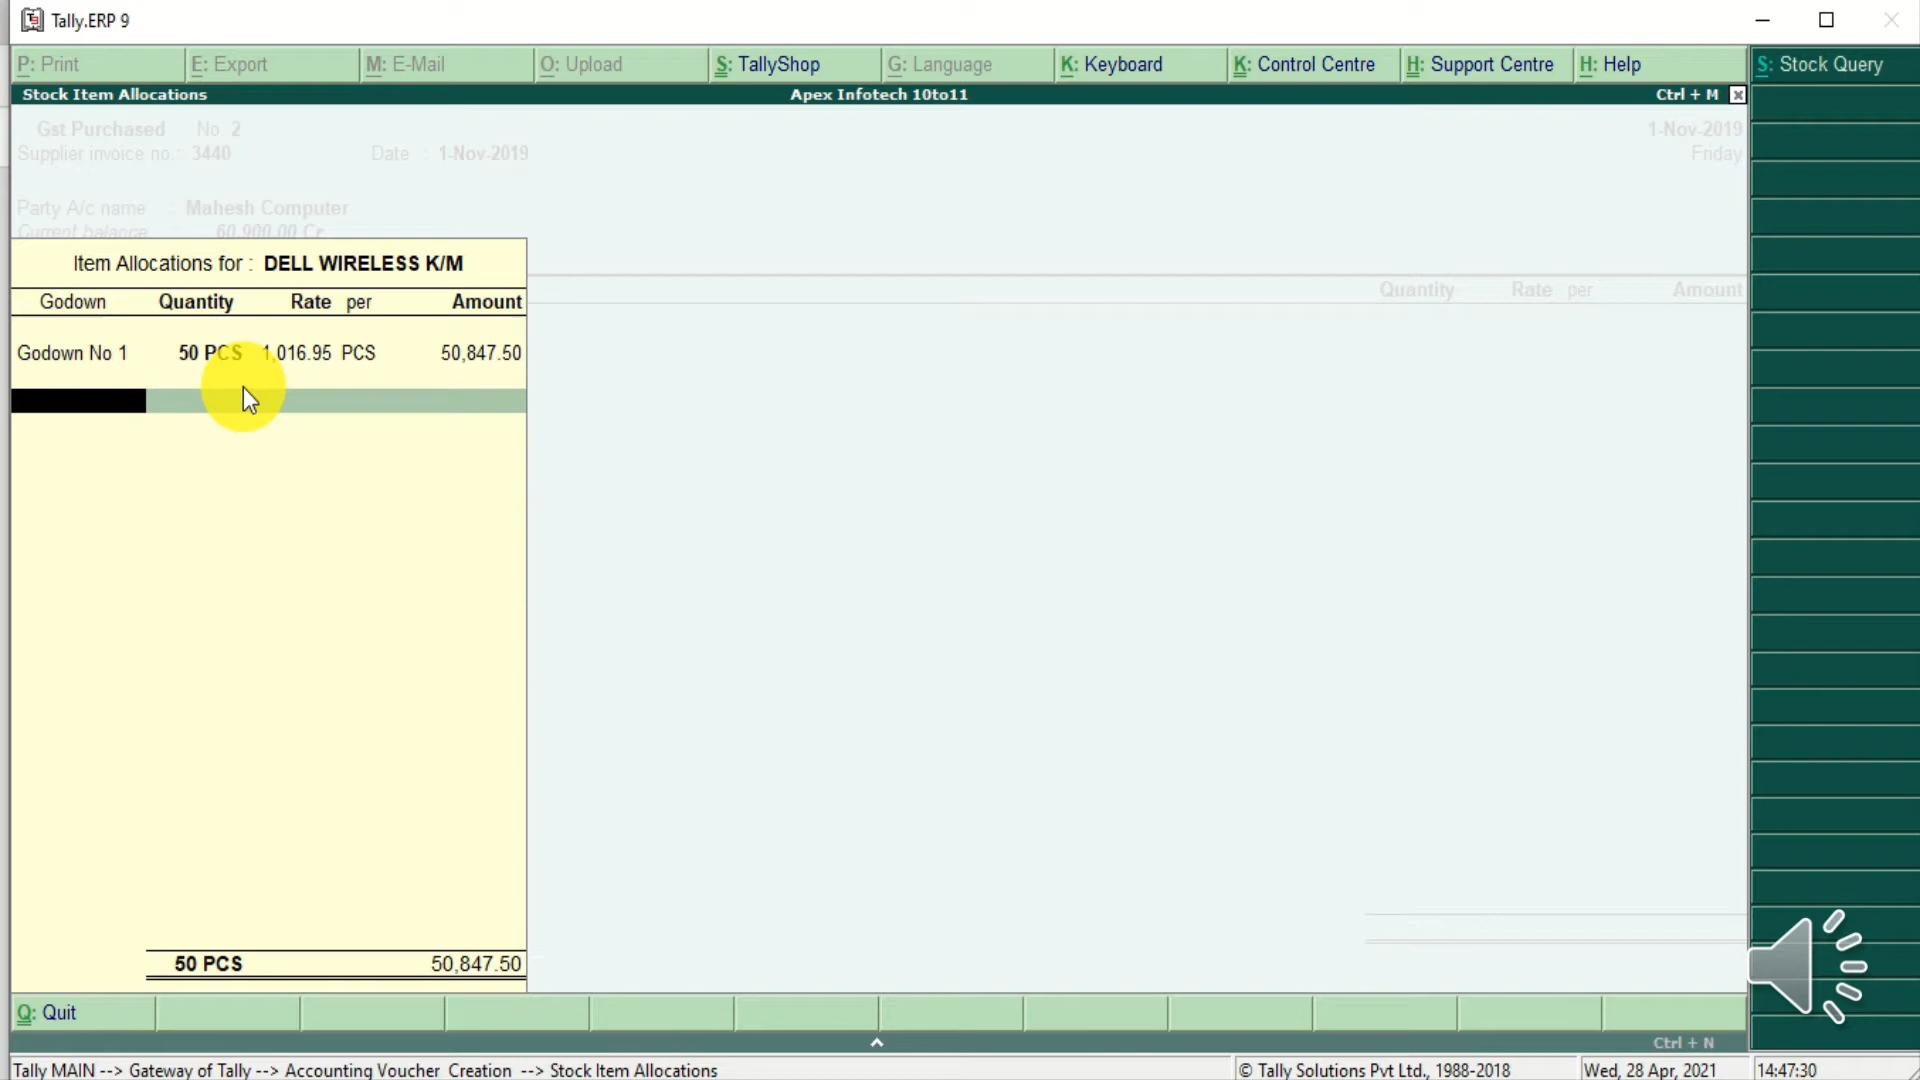 Tally.ERP 9
P: Print E: Export M: E-Mail O: Upload S: TallyShop G: Language K: Keyboard K: Control Centre H: Support Centre H: Help S: Stock Query
Stock Item Allocations Apex Infotech 10to11 Ctrl + M
Gst Purchased No. 2 1-Nov-2019
Supplier invoice no.: 3440 Date : 1-Nov-2019 Friday
Party A/c name : Mahesh Computer
Current balance : 60,900.00 Cr
Item Allocations for : DELL WIRELESS K/M
Quantity Rate per Amount
Godown Quantity Rate per Amount
Godown No 1 50 PCS 1,016.95 PCS 50,847.50
50 PCS 50,847.50
Q: Quit
Ctrl + N
Tally MAIN --> Gateway of Tally --> Accounting Voucher Creation --> Stock Item Allocations © Tally Solutions Pvt Ltd., 1988-2018 Wed, 28 Apr, 2021 14:47:30